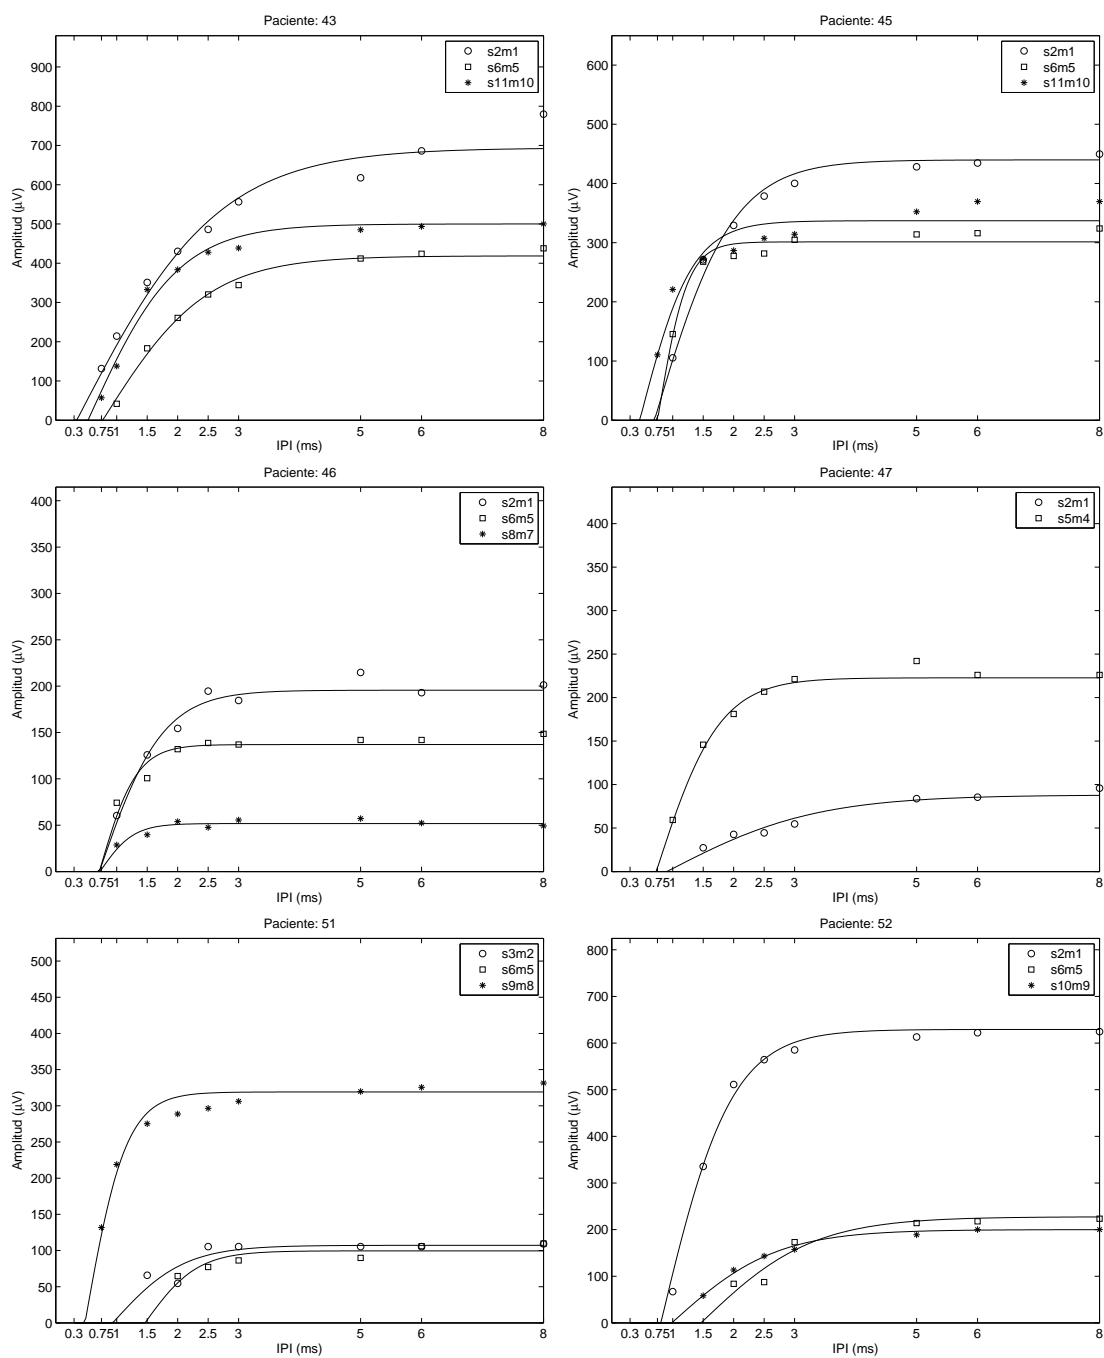 Paciente: 43
s2m1
s6m5
s11m10
900
800
700
600
500
400
300
200
100
0
Amplitud (μV)
0.3 0.75 1 1.5 2 2.5 3 5 6 8
IPI (ms)
Paciente: 45
s2m1
s6m5
s11m10
600
500
400
300
200
100
0
Amplitud (μV)
0.3 0.75 1 1.5 2 2.5 3 5 6 8
IPI (ms)
Paciente: 46
s2m1
s6m5
s8m7
400
350
300
250
200
150
100
50
0
Amplitud (μV)
0.3 0.75 1 1.5 2 2.5 3 5 6 8
IPI (ms)
Paciente: 47
s2m1
s5m4
400
350
300
250
200
150
100
50
0
Amplitud (μV)
0.3 0.75 1 1.5 2 2.5 3 5 6 8
IPI (ms)
Paciente: 51
s3m2
s6m5
s9m8
500
450
400
350
300
250
200
150
100
50
0
Amplitud (μV)
0.3 0.75 1 1.5 2 2.5 3 5 6 8
IPI (ms)
Paciente: 52
s2m1
s6m5
s10m9
800
700
600
500
400
300
200
100
0
Amplitud (μV)
0.3 0.75 1 1.5 2 2.5 3 5 6 8
IPI (ms)